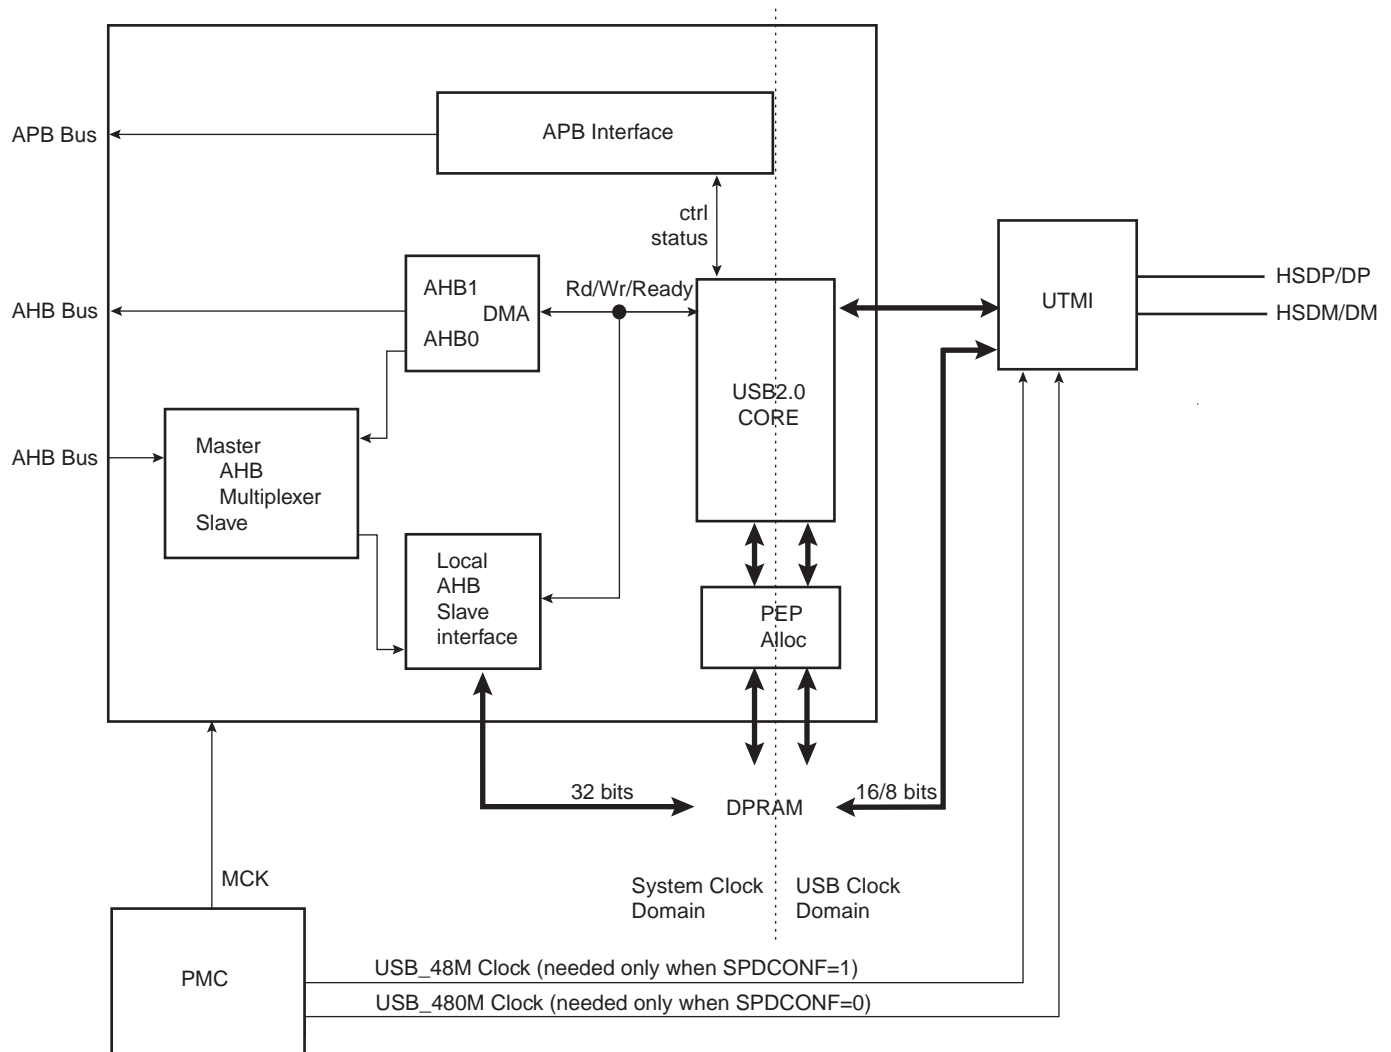 APB Bus
APB Interface
ctrl
status
AHB Bus
AHB1
DMA
AHB0
Rd/Wr/Ready
UTMI
HSDP/DP
HSDM/DM
USB2.0
CORE
AHB Bus
Master
AHB
Multiplexer
Slave
Local
AHB
Slave
interface
PEP
Alloc
32 bits
DPRAM
16/8 bits
MCK
System Clock
Domain
USB Clock
Domain
PMC
USB_48M Clock (needed only when SPDCONF=1)
USB_480M Clock (needed only when SPDCONF=0)